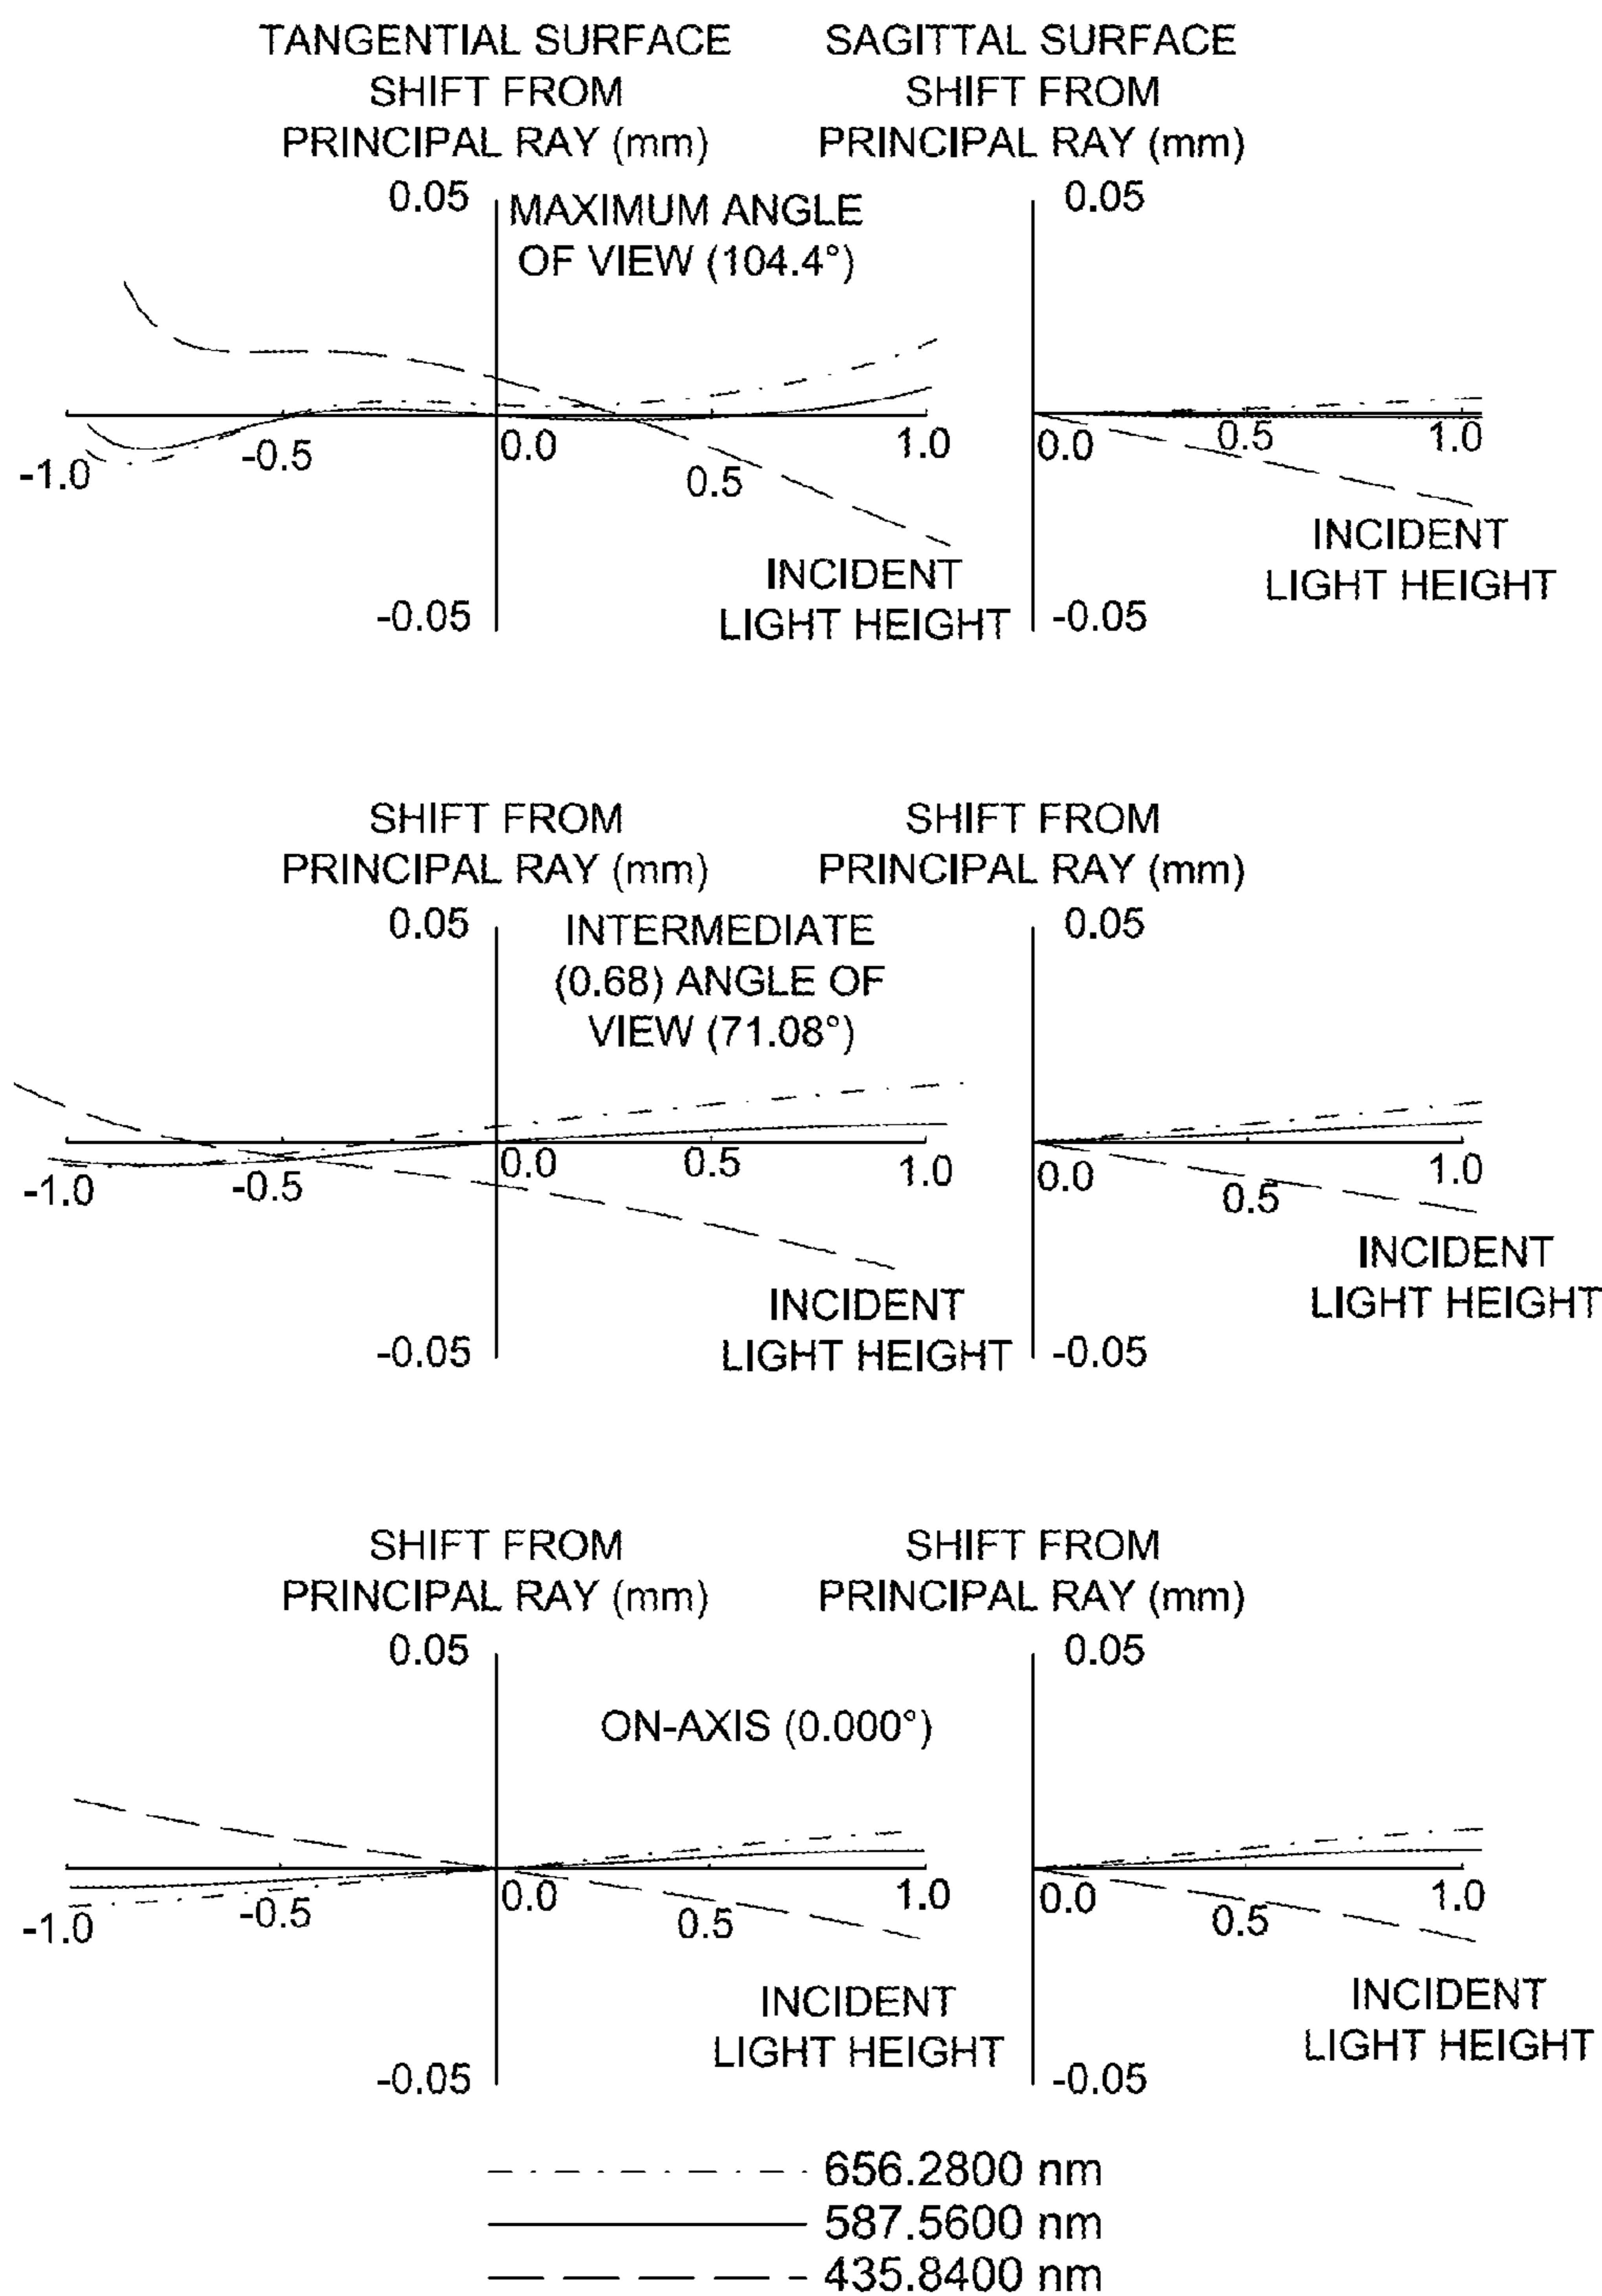 TANGENTIAL SURFACE
SHIFT FROM
PRINCIPAL RAY (mm)
SAGITTAL SURFACE
SHIFT FROM
PRINCIPAL RAY (mm)
0.05
MAXIMUM ANGLE
OF VIEW (104.4°)
-1.0
-0.5
0.0
0.5
1.0
INCIDENT
LIGHT HEIGHT
-0.05
0.05
0.0
0.5
1.0
INCIDENT
LIGHT HEIGHT
-0.05
SHIFT FROM
PRINCIPAL RAY (mm)
SHIFT FROM
PRINCIPAL RAY (mm)
0.05
INTERMEDIATE
(0.68) ANGLE OF
VIEW (71.08°)
-1.0
-0.5
0.0
0.5
1.0
INCIDENT
LIGHT HEIGHT
-0.05
0.05
0.0
0.5
1.0
INCIDENT
LIGHT HEIGHT
-0.05
SHIFT FROM
PRINCIPAL RAY (mm)
SHIFT FROM
PRINCIPAL RAY (mm)
0.05
ON-AXIS (0.000°)
-1.0
-0.5
0.0
0.5
1.0
INCIDENT
LIGHT HEIGHT
-0.05
0.05
0.0
0.5
1.0
INCIDENT
LIGHT HEIGHT
-0.05
656.2800 nm
587.5600 nm
435.8400 nm